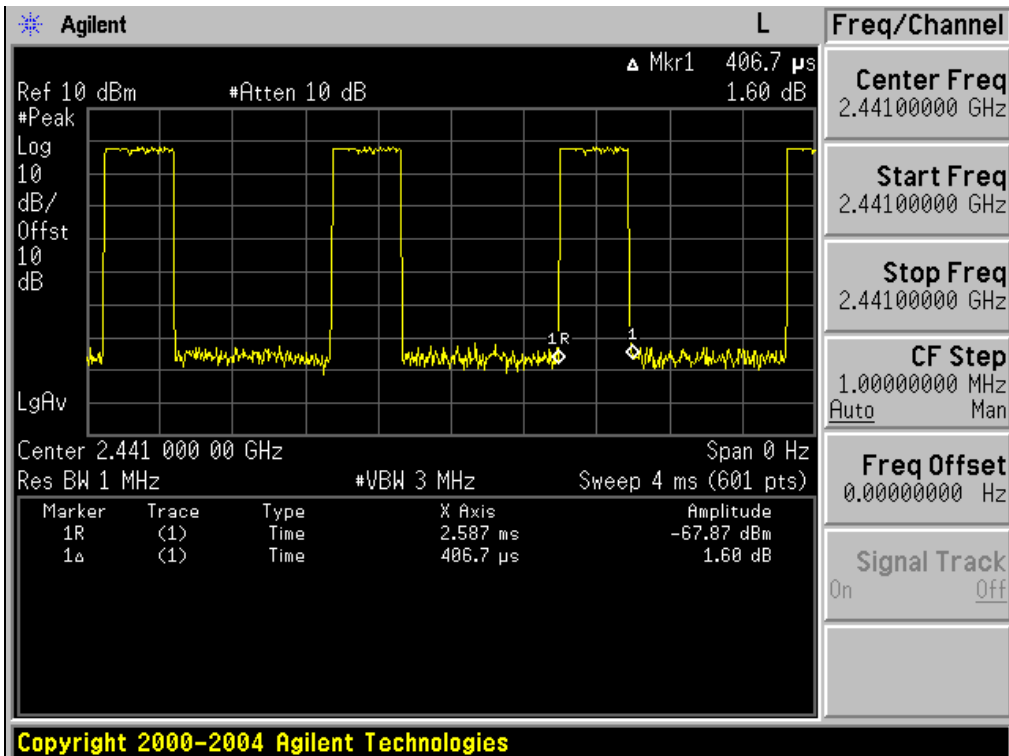 Agilent L
Freq/Channel
Δ Mkr1 406.7 µs
Ref 10 dBm #Atten 10 dB 1.60 dB
#Peak
Log
10
dB/
Offst
10
dB
1R
1
LgAv
Center 2.441 000 00 GHz Span 0 Hz
Res BW 1 MHz #VBW 3 MHz Sweep 4 ms (601 pts)
Marker Trace Type X Axis Amplitude
1R (1) Time 2.587 ms -67.87 dBm
1Δ (1) Time 406.7 µs 1.60 dB
Center Freq
2.44100000 GHz
Start Freq
2.44100000 GHz
Stop Freq
2.44100000 GHz
CF Step
1.00000000 MHz
Auto Man
Freq Offset
0.00000000 Hz
Signal Track
On Off
Copyright 2000-2004 Agilent Technologies